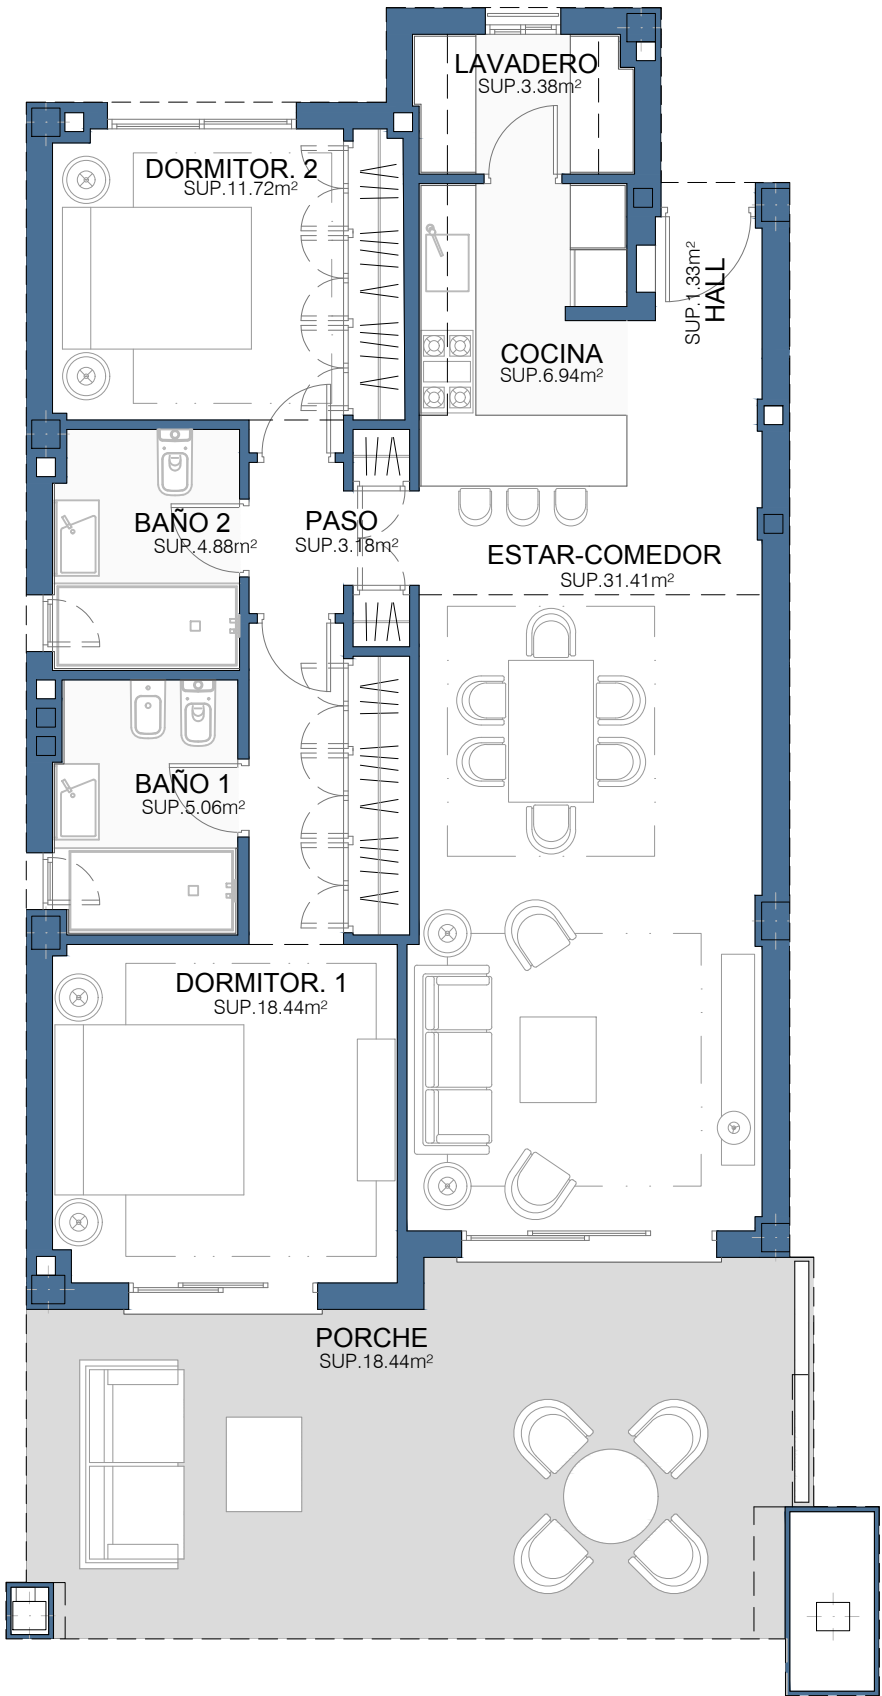 LAVADERO
SUP.3.38m²
DORMITOR. 2
SUP.11.72m²
HALL
SUP.1.33m²
COCINA
SUP.6.94m²
BAÑO 2
SUP.4.88m²
PASO
SUP.3.18m²
ESTAR-COMEDOR
SUP.31.41m²
BAÑO 1
SUP.5.06m²
DORMITOR. 1
SUP.18.44m²
PORCHE
SUP.18.44m²